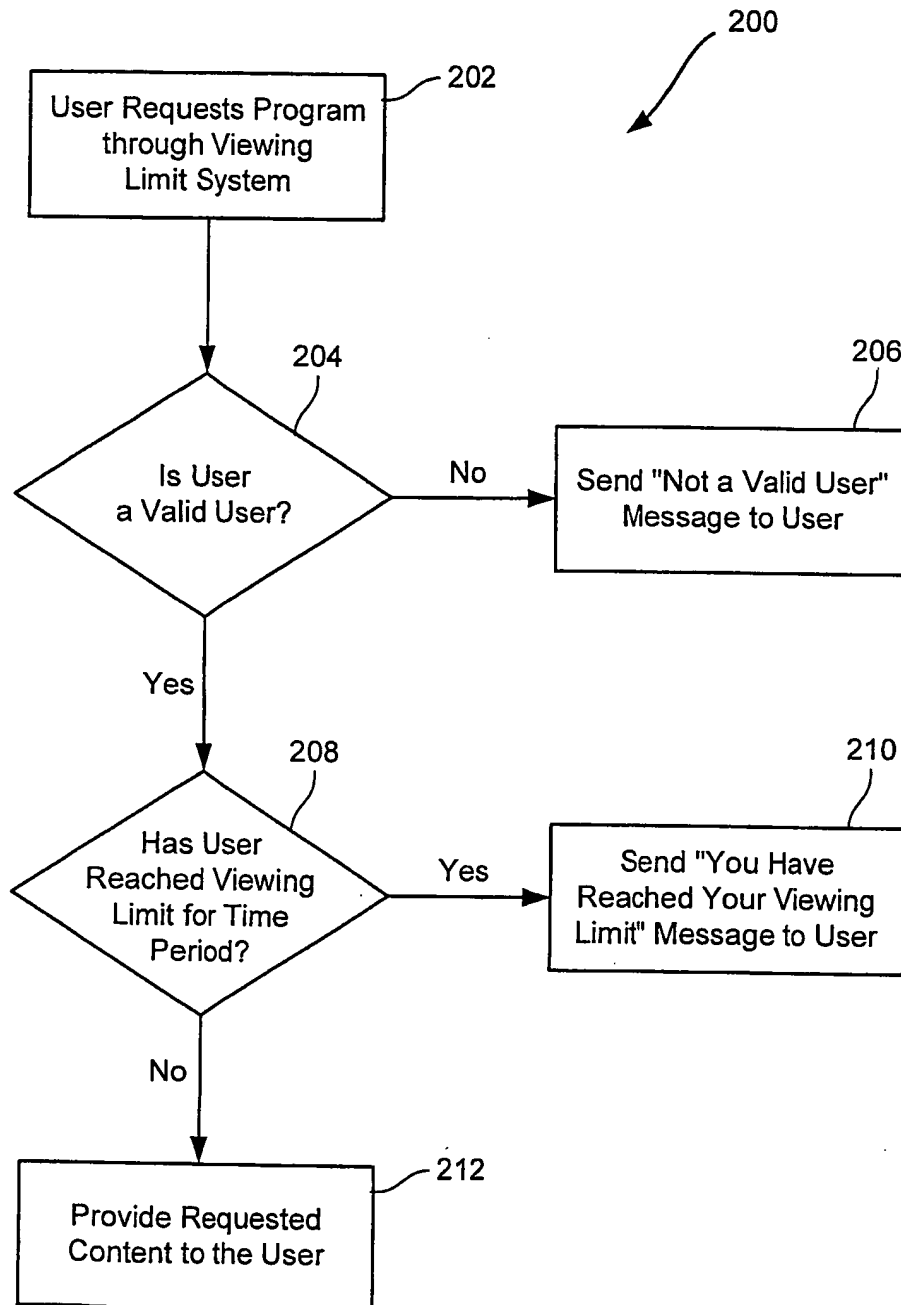 200
202
User Requests Program
through Viewing
Limit System
204
Is User
a Valid User?
No
206
Send "Not a Valid User"
Message to User
Yes
208
Has User
Reached Viewing
Limit for Time
Period?
Yes
210
Send "You Have
Reached Your Viewing
Limit" Message to User
No
212
Provide Requested
Content to the User